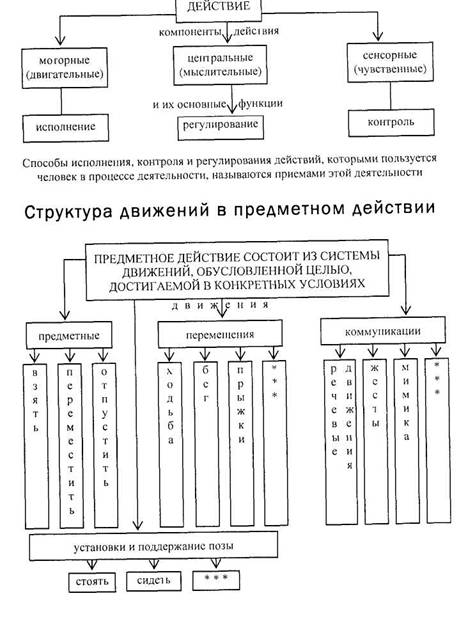 ДЕЙСТВИЕ
компоненты действия
моторные
(двигательные)
центральные
(мыслительные)
сенсорные
(чувственные)
и их основные функции
исполнение
регулирование
контроль
Способы исполнения, контроля и регулирования действий, которыми пользуется
человек в процессе деятельности, называются приемами этой деятельности
Структура движений в предметном действии
ПРЕДМЕТНОЕ ДЕЙСТВИЕ СОСТОИТ ИЗ СИСТЕМЫ
ДВИЖЕНИЙ, ОБУСЛОВЛЕННОЙ ЦЕЛЬЮ,
ДОСТИГАЕМОЙ В КОНКРЕТНЫХ УСЛОВИЯХ
движения
предметные
перемещения
коммуникации
взять
переместить
отпустить
ходьба
бег
прыжки
***
речевые
движения
жесты
мимика
***
установки и поддержание позы
стоять
сидеть
***